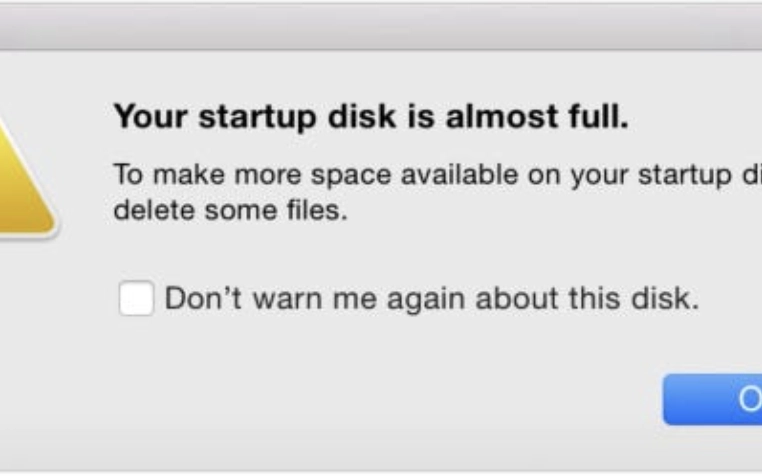 Your startup disk is almost full.
To make more space available on your startup di
delete some files.
Don't warn me again about this disk.
O